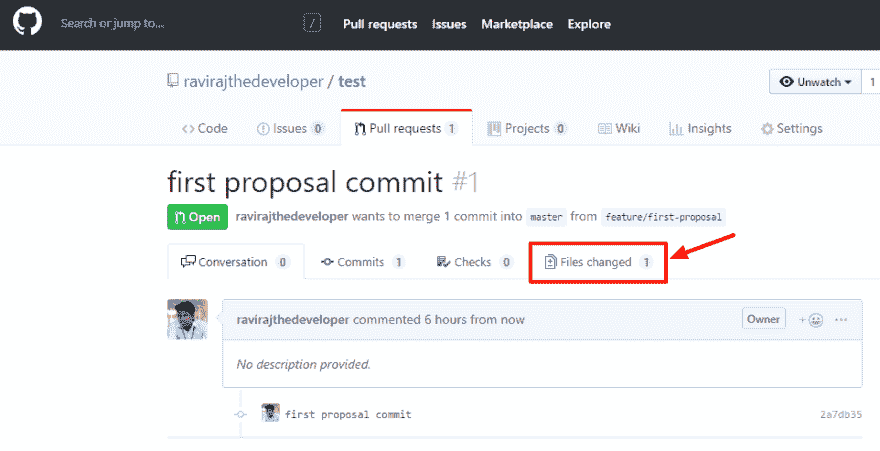 Search or jump to... / Pull requests Issues Marketplace Explore
ravirajthedeveloper / test Unwatch 1
Code Issues 0 Pull requests 1 Projects 0 Wiki Insights Settings
first proposal commit #1
Open ravirajthedeveloper wants to merge 1 commit into master from feature/first-proposal
Conversation 0 Commits 1 Checks 0 Files changed 1
ravirajthedeveloper commented 6 hours from now Owner
No description provided.
first proposal commit 2a7db35